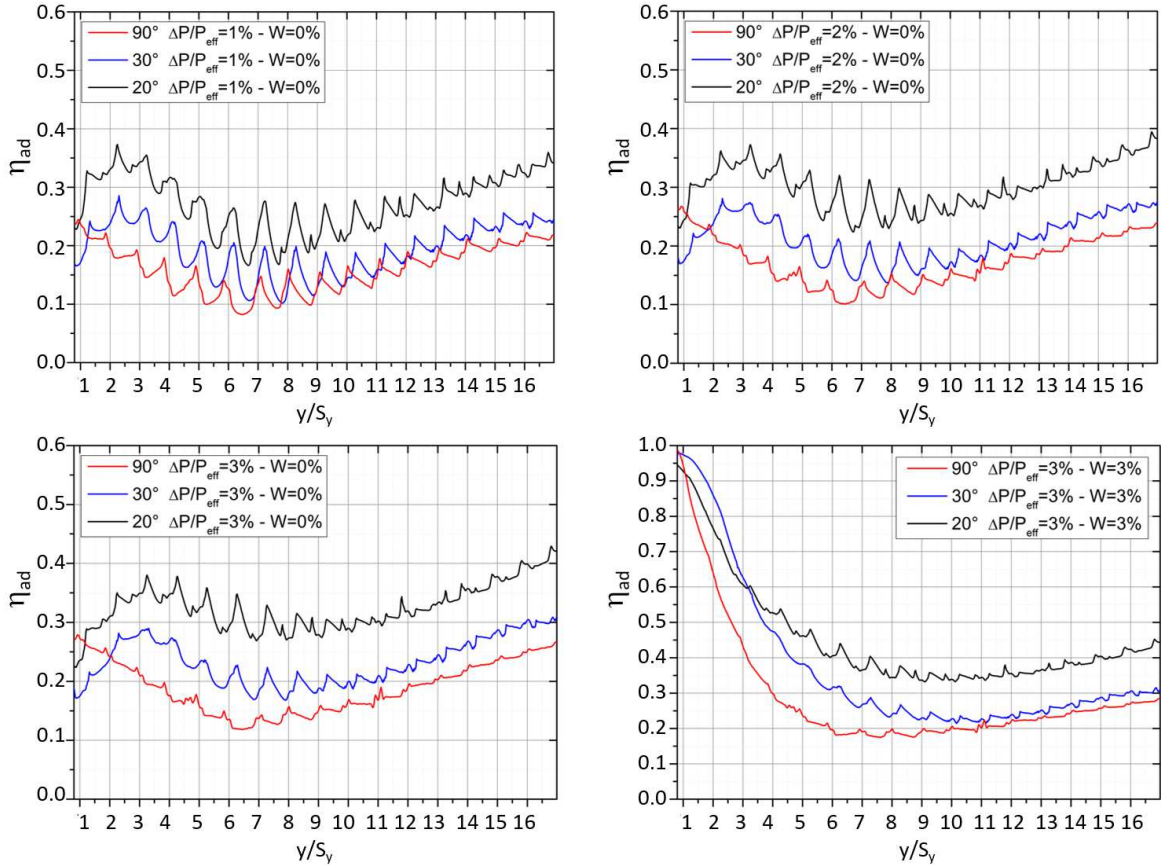 0.6
0.5
0.4
0.3
0.2
0.1
0.0
η_ad
90° ΔP/P_eff=1% - W=0%
30° ΔP/P_eff=1% - W=0%
20° ΔP/P_eff=1% - W=0%
1 2 3 4 5 6 7 8 9 10 11 12 13 14 15 16
y/S_y
0.6
0.5
0.4
0.3
0.2
0.1
0.0
η_ad
90° ΔP/P_eff=2% - W=0%
30° ΔP/P_eff=2% - W=0%
20° ΔP/P_eff=2% - W=0%
1 2 3 4 5 6 7 8 9 10 11 12 13 14 15 16
y/S_y
0.6
0.5
0.4
0.3
0.2
0.1
0.0
η_ad
90° ΔP/P_eff=3% - W=0%
30° ΔP/P_eff=3% - W=0%
20° ΔP/P_eff=3% - W=0%
1 2 3 4 5 6 7 8 9 10 11 12 13 14 15 16
y/S_y
1.0
0.9
0.8
0.7
0.6
0.5
0.4
0.3
0.2
0.1
0.0
η_ad
90° ΔP/P_eff=3% - W=3%
30° ΔP/P_eff=3% - W=3%
20° ΔP/P_eff=3% - W=3%
1 2 3 4 5 6 7 8 9 10 11 12 13 14 15 16
y/S_y